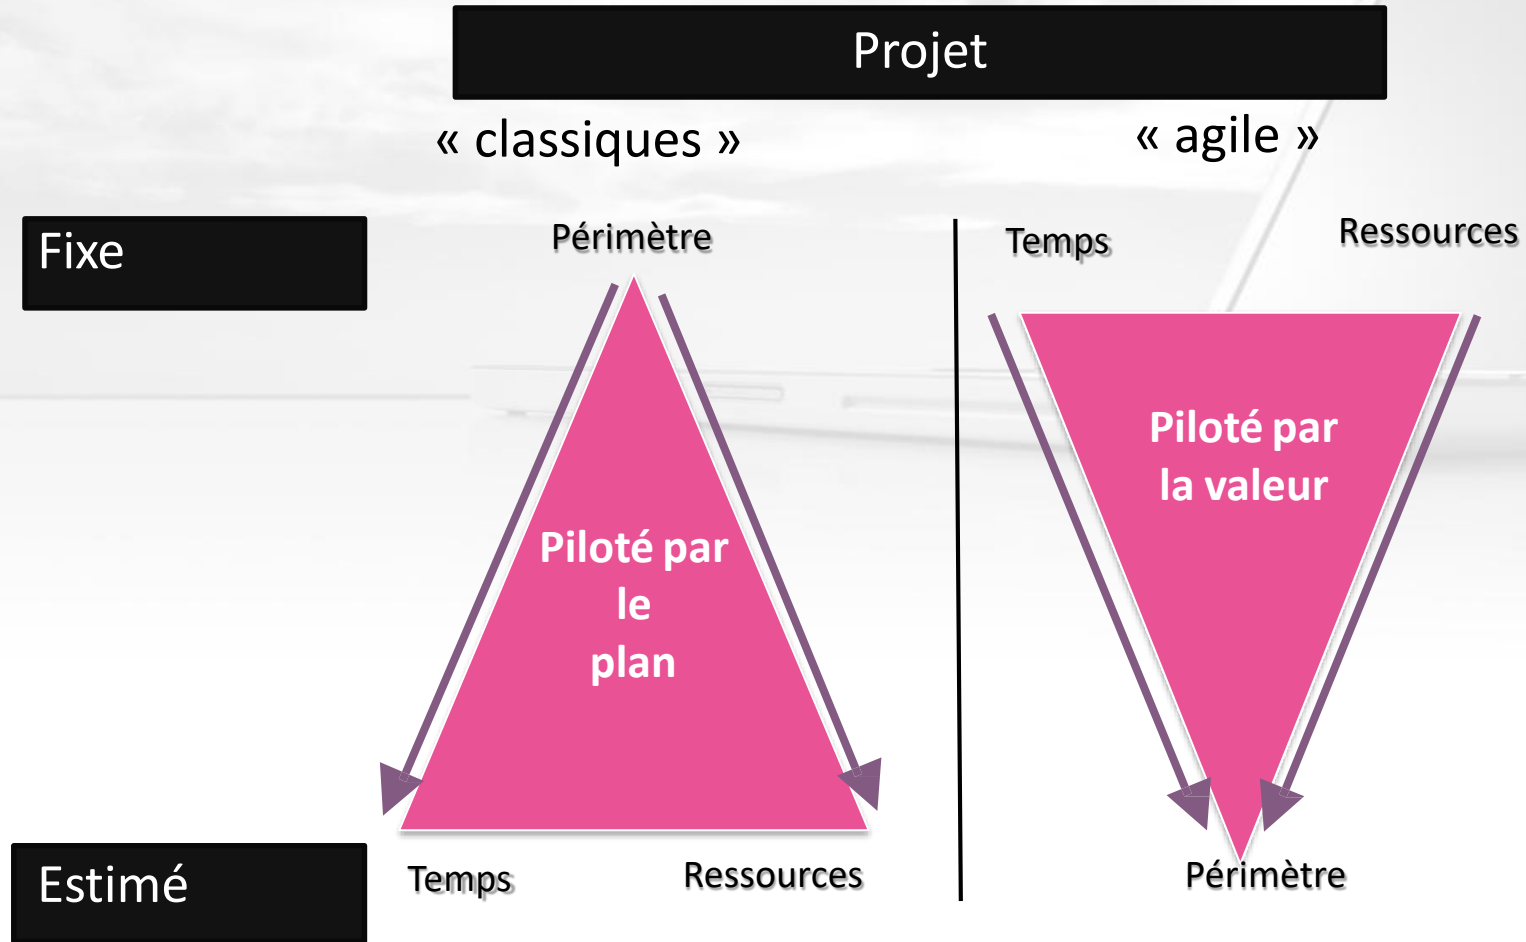 Projet
« classiques »
« agile »
Fixe
Périmètre
Temps
Ressources
Piloté par
le
plan
Piloté par
la valeur
Estimé
Temps
Ressources
Périmètre